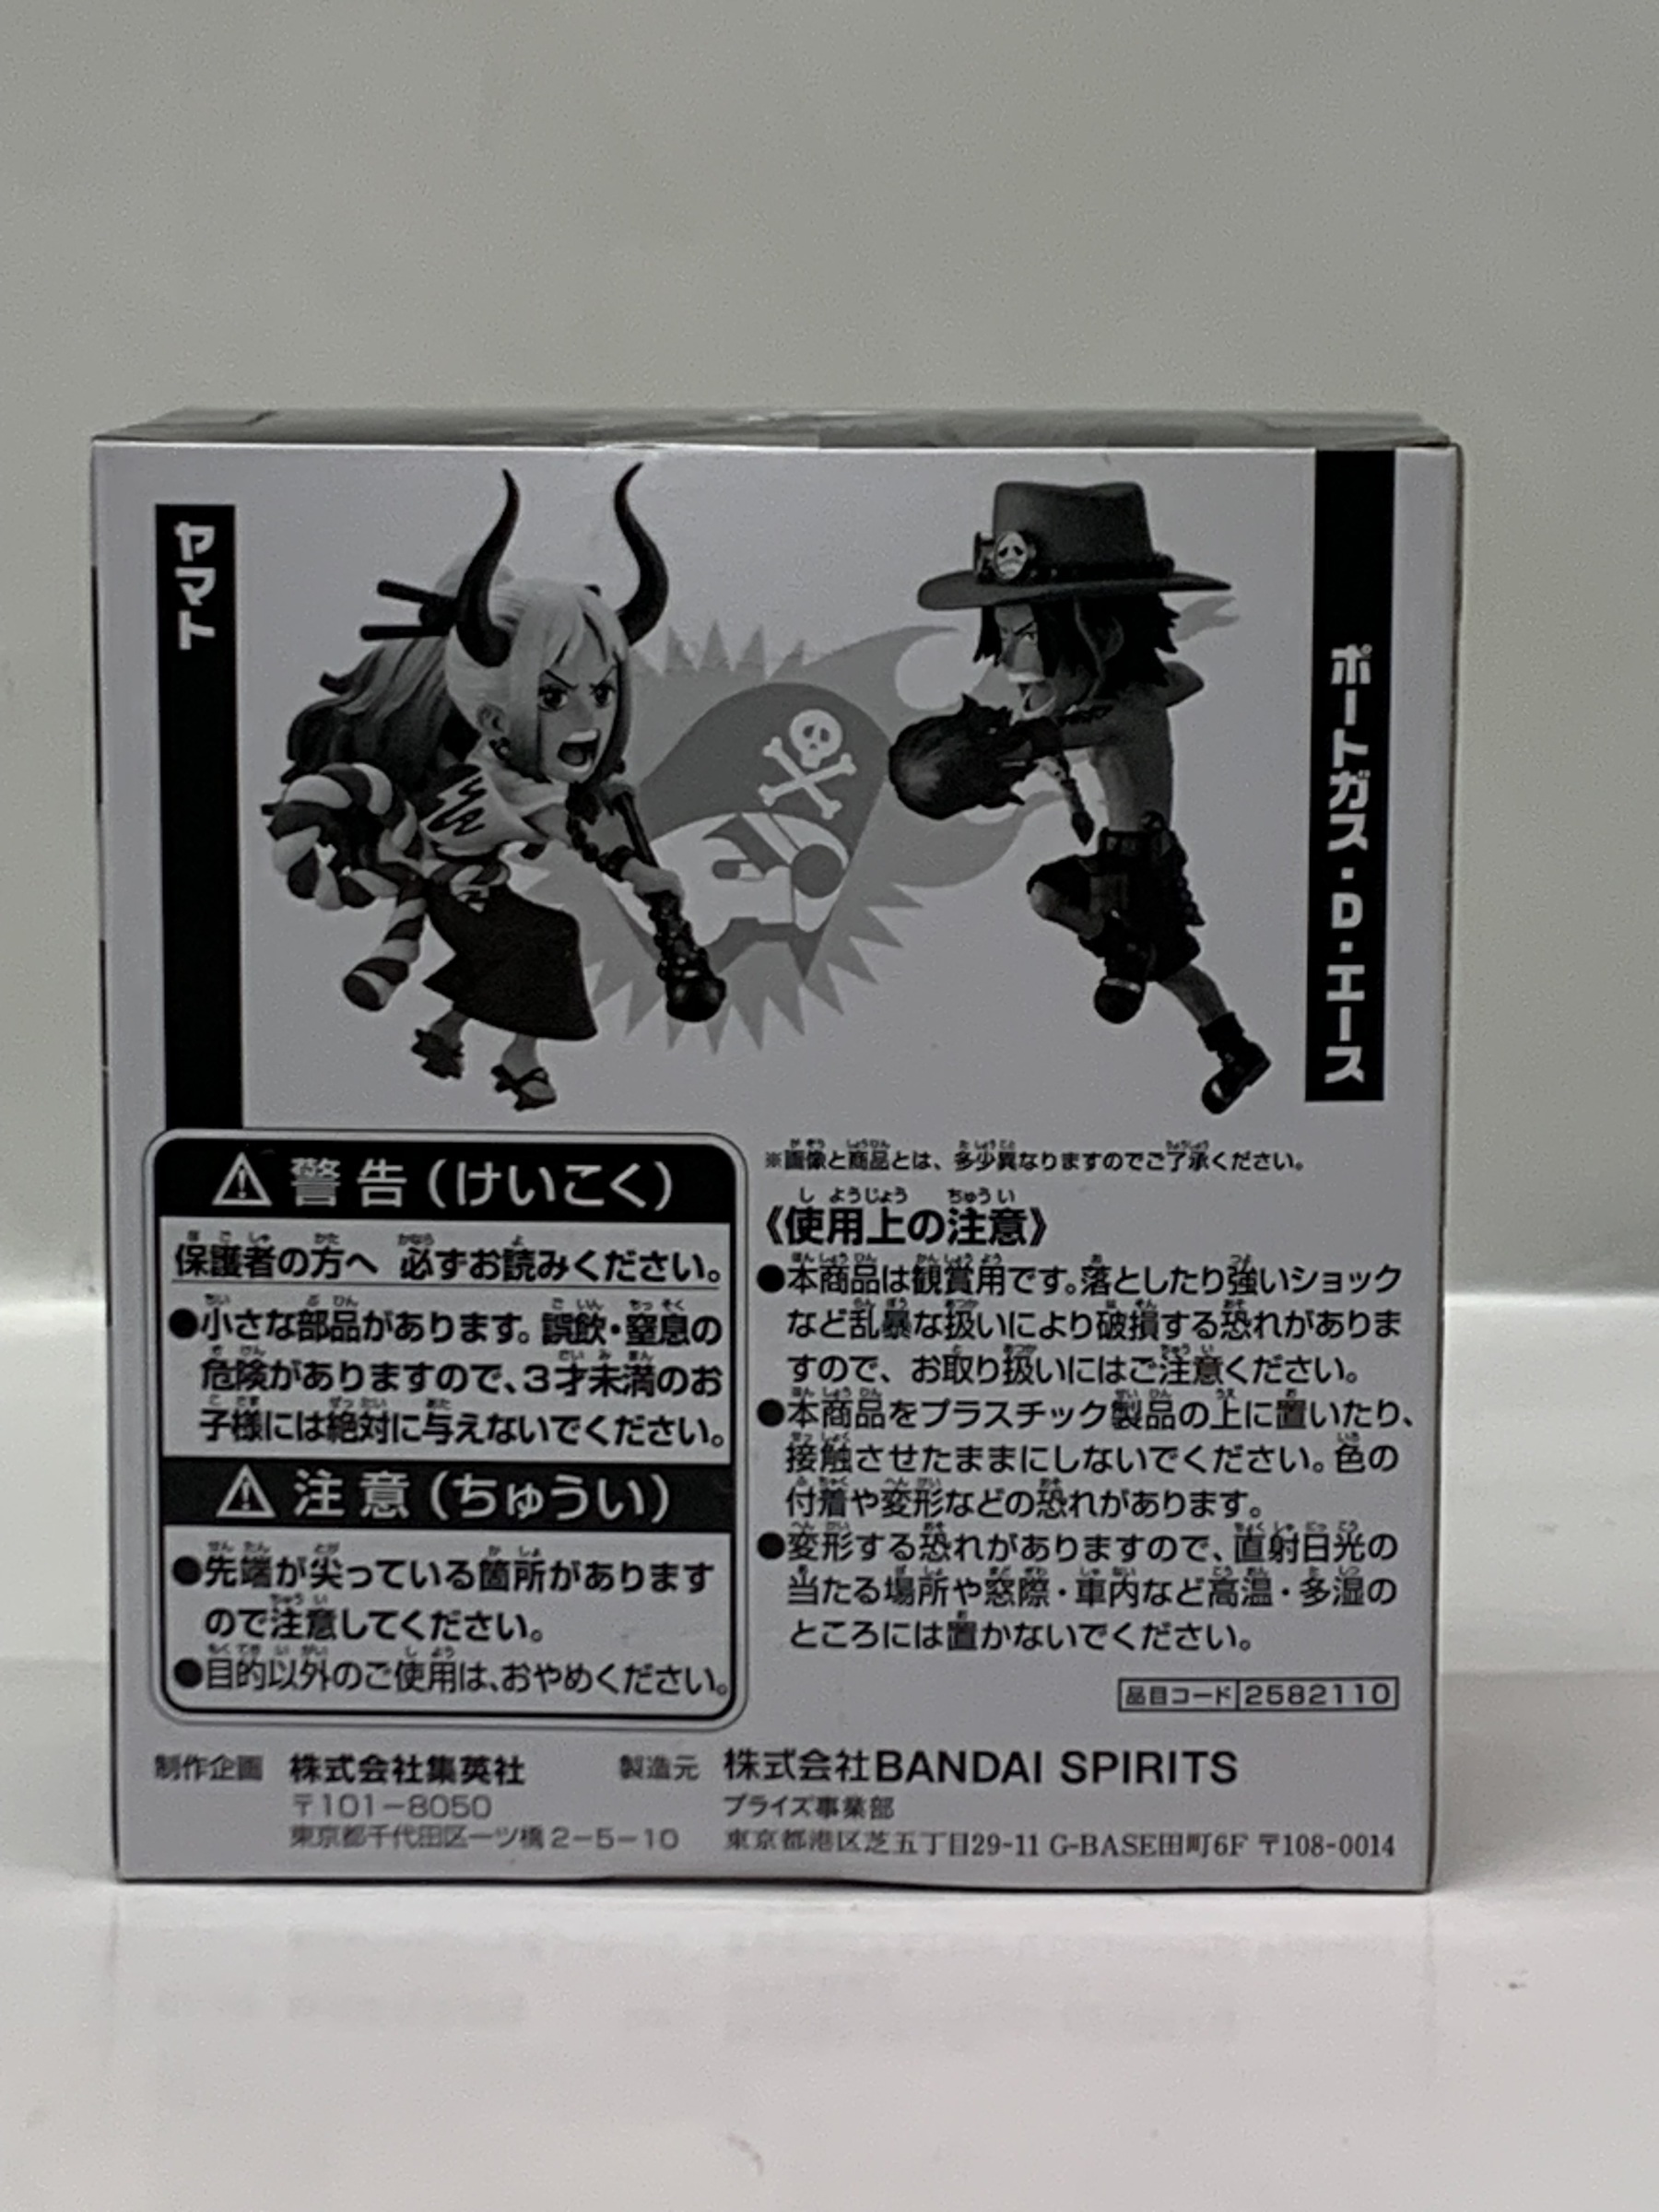 ヤマト
ポートガス・D・エース
※画像と商品とは、多少異なりますのでご了承ください。
警告(けいこく)
保護者の方へ 必ずお読みください。
●小さな部品があります。誤飲・窒息の
危険がありますので、3才未満のお
子様には絶対に与えないでください。
注意(ちゅうい)
●先端が尖っている箇所があります
ので注意してください。
●目的以外のご使用は、おやめください。
《使用上の注意》
●本商品は観賞用です。落としたり強いショック
など乱暴な扱いにより破損する恐れがありま
すので、お取り扱いにはご注意ください。
●本商品をプラスチック製品の上に置いたり、
接触させたままにしないでください。色の
付着や変形などの恐れがあります。
●変形する恐れがありますので、直射日光の
当たる場所や窓際・車内など高温・多湿の
ところには置かないでください。
品目コード 2582110
制作企画 株式会社集英社
〒101-8050
東京都千代田区一ツ橋2-5-10
製造元 株式会社BANDAI SPIRITS
プライズ事業部
東京都港区芝五丁目29-11 G-BASE田町6F 〒108-0014